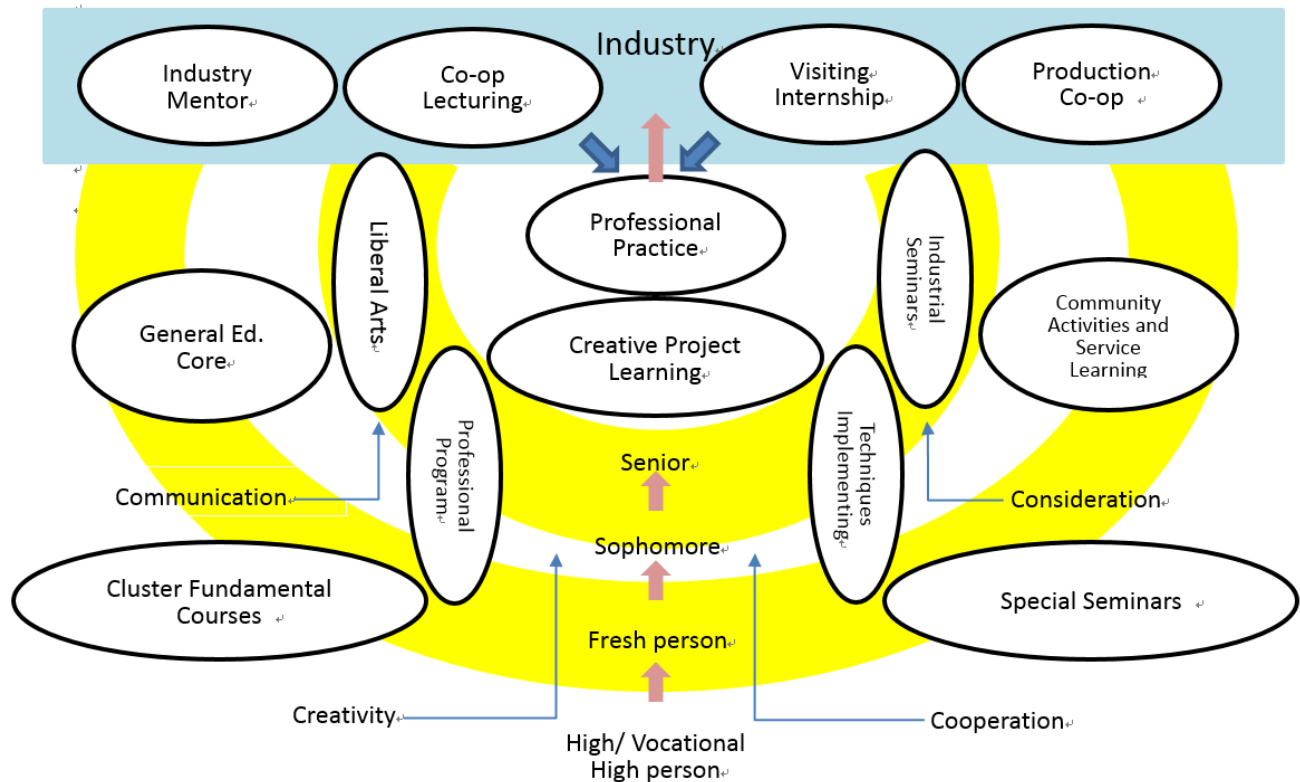 Industry
Industry
Mentor
Co-op
Lecturing
Visiting
Internship
Production
Co-op
Professional
Practice
Liberal Arts
Industrial
Seminars
General Ed.
Core
Creative Project
Learning
Community
Activities and
Service
Learning
Professional
Program
Techniques
Implementing
Senior
Communication
Consideration
Sophomore
Cluster Fundamental
Courses
Special Seminars
Fresh person
Creativity
Cooperation
High/ Vocational
High person